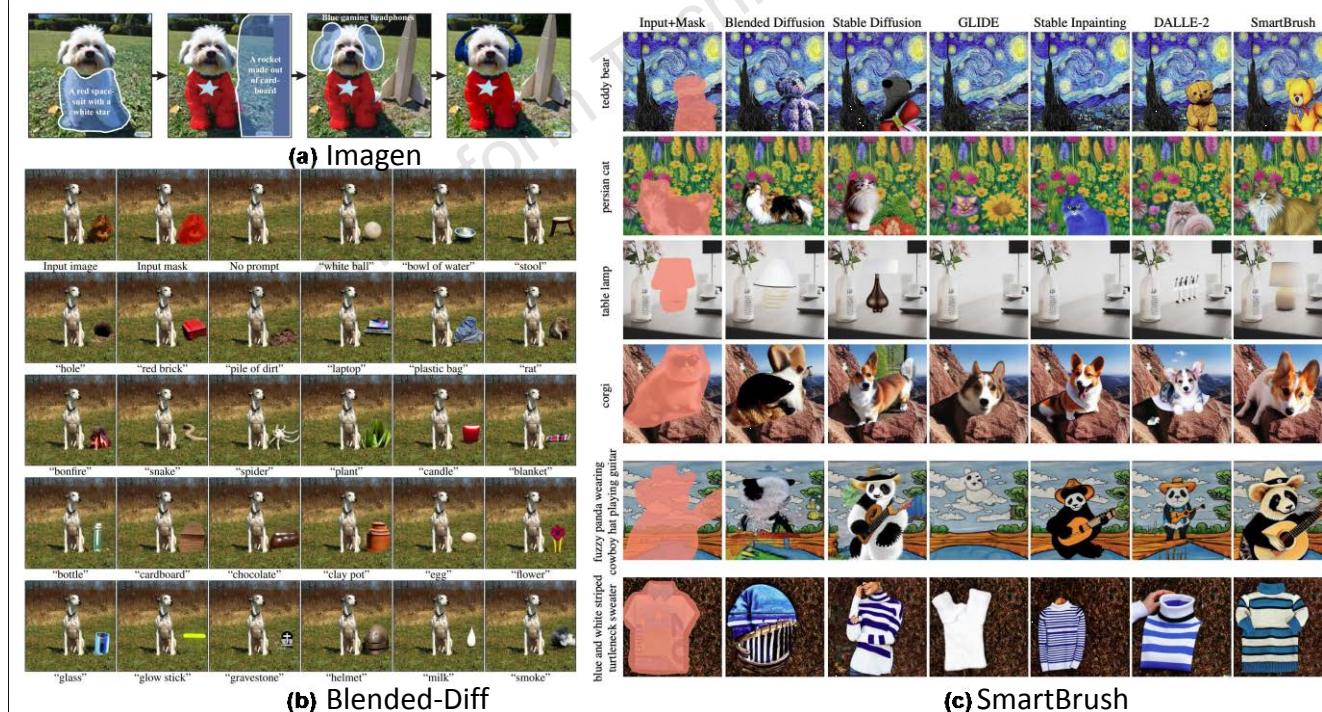 A red space-
suit with a
white star
A rocket
made out
of card-
board
Blue gaming headphones
(a) Imagen
Input image Input mask No prompt “white ball” “bowl of water” “stool”
“hole” “red brick” “pile of dirt” “laptop” “plastic bag” “rat”
“bonfire” “snake” “spider” “plant” “candle” “blanket”
“bottle” “cardboard” “chocolate” “clay pot” “egg” “flower”
“glass” “glow stick” “gravestone” “helmet” “milk” “smoke”
(b) Blended-Diff
Input+Mask Blended Diffusion Stable Diffusion GLIDE Stable Inpainting DALLE-2 SmartBrush
teddy bear
persian cat
table lamp
corgi
fuzzy panda wearing
cowboy hat playing guitar
blue and white striped
turtleneck sweater
(c) SmartBrush